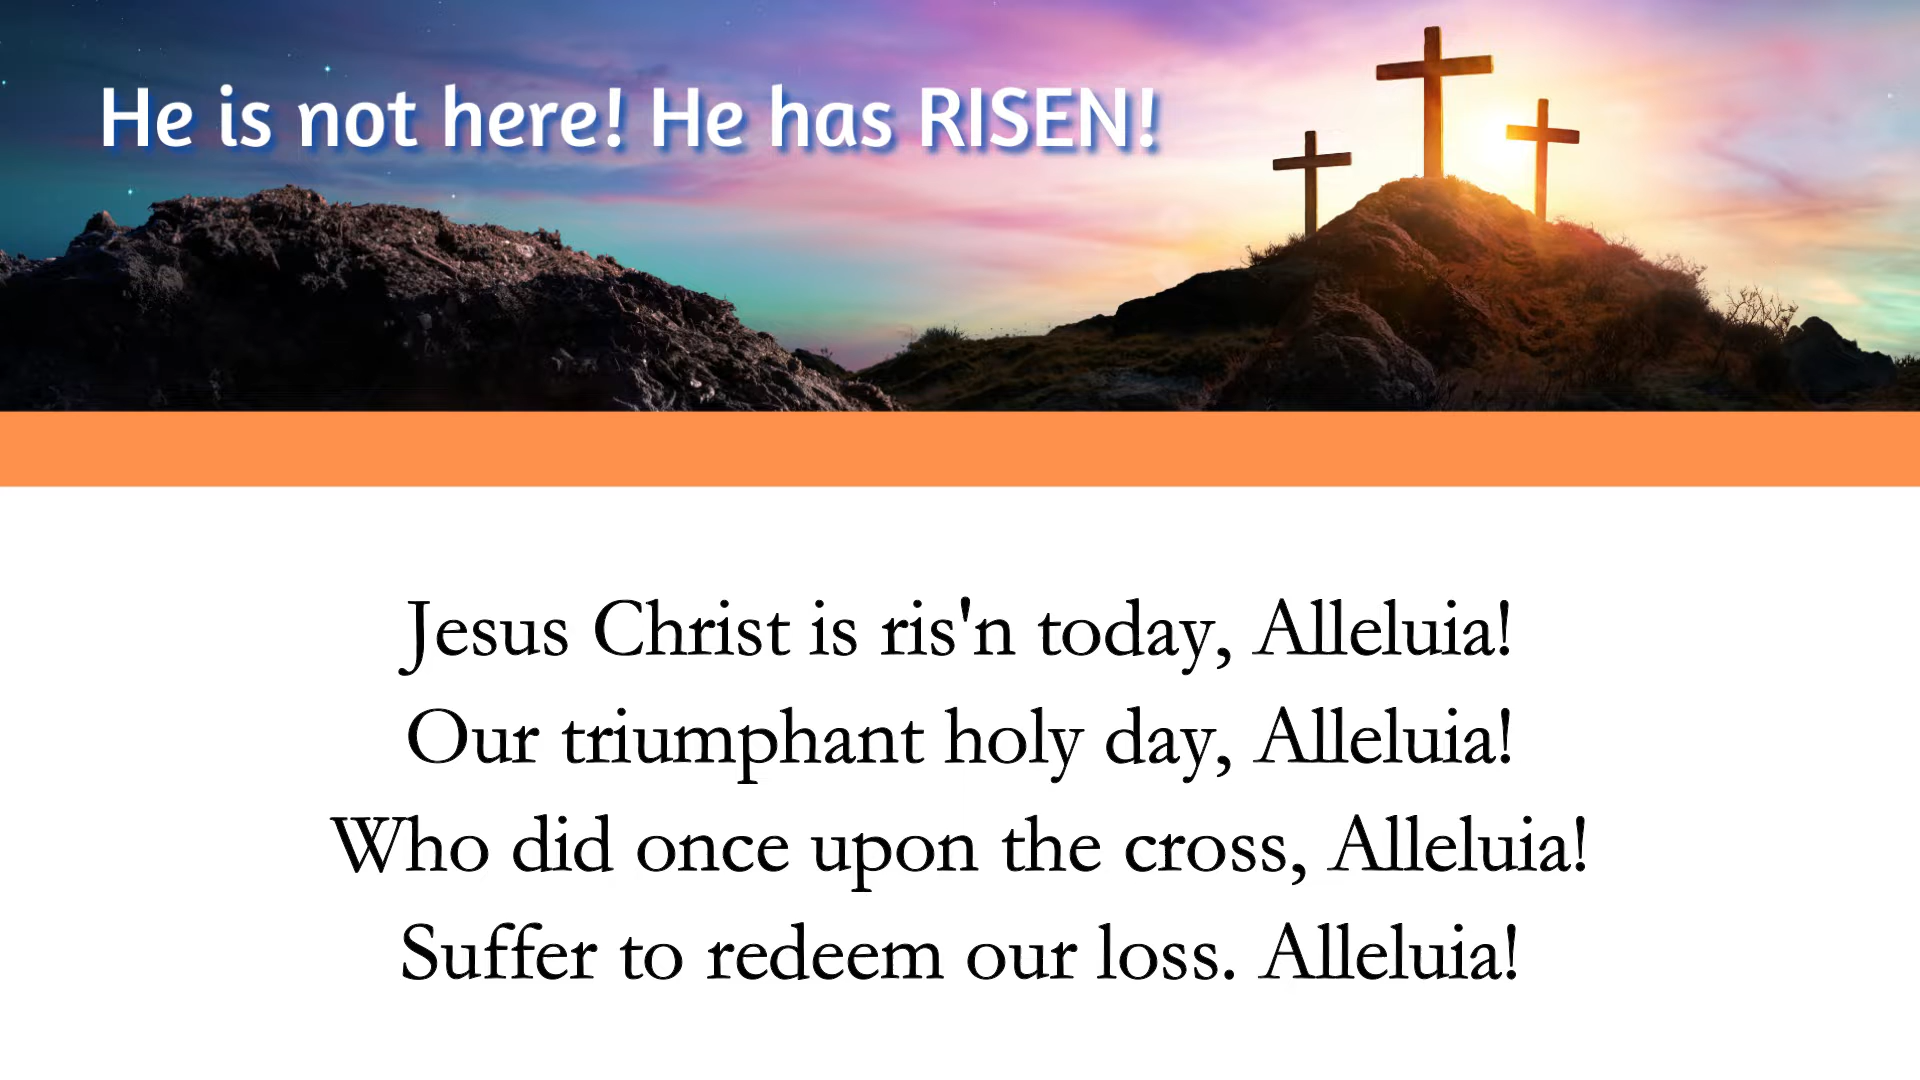 He is not here! He has RISEN!
Jesus Christ is ris'n today, Alleluia!
Our triumphant holy day, Alleluia!
Who did once upon the cross, Alleluia!
Suffer to redeem our loss. Alleluia!